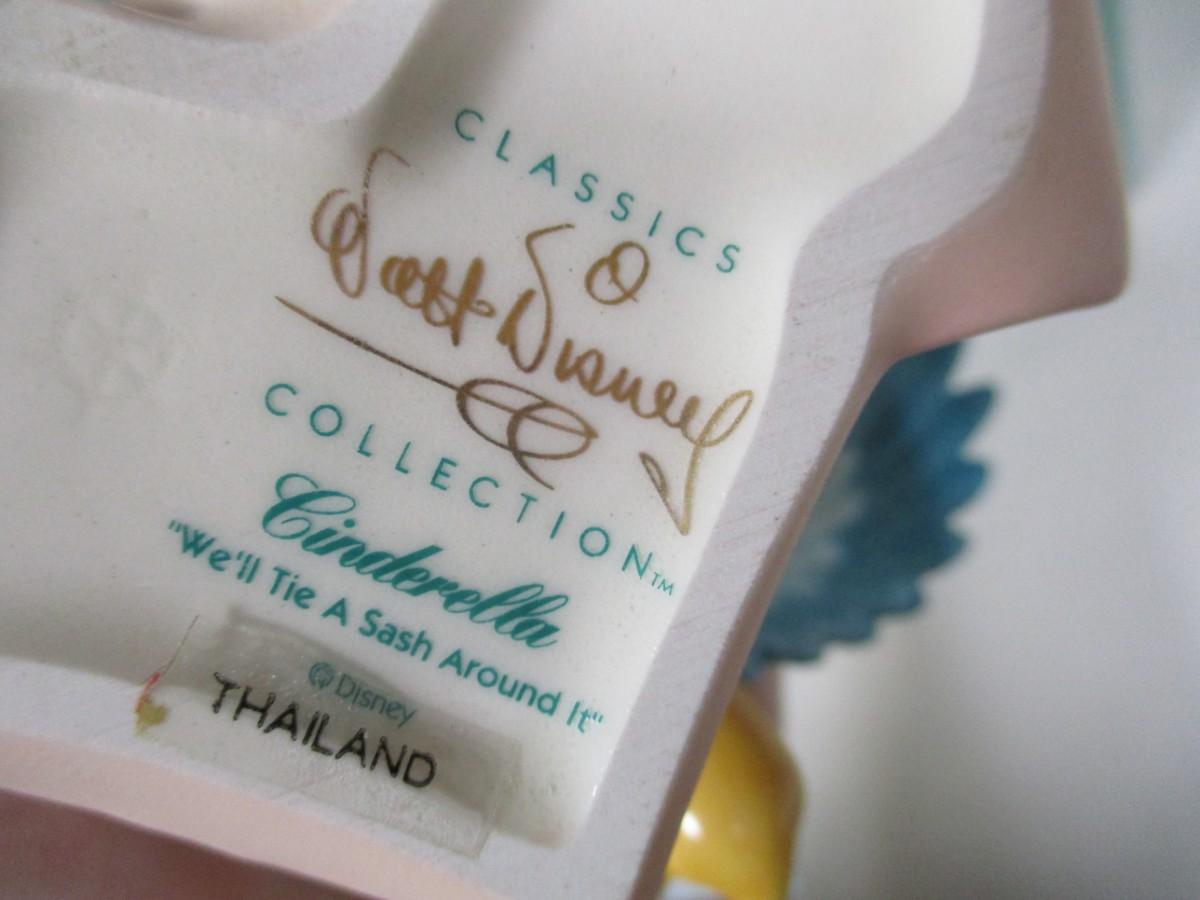 CLASSICS
Walt Disney
COLLECTION™
Cinderella
"We'll Tie A Sash Around It"
© Disney
THAILAND